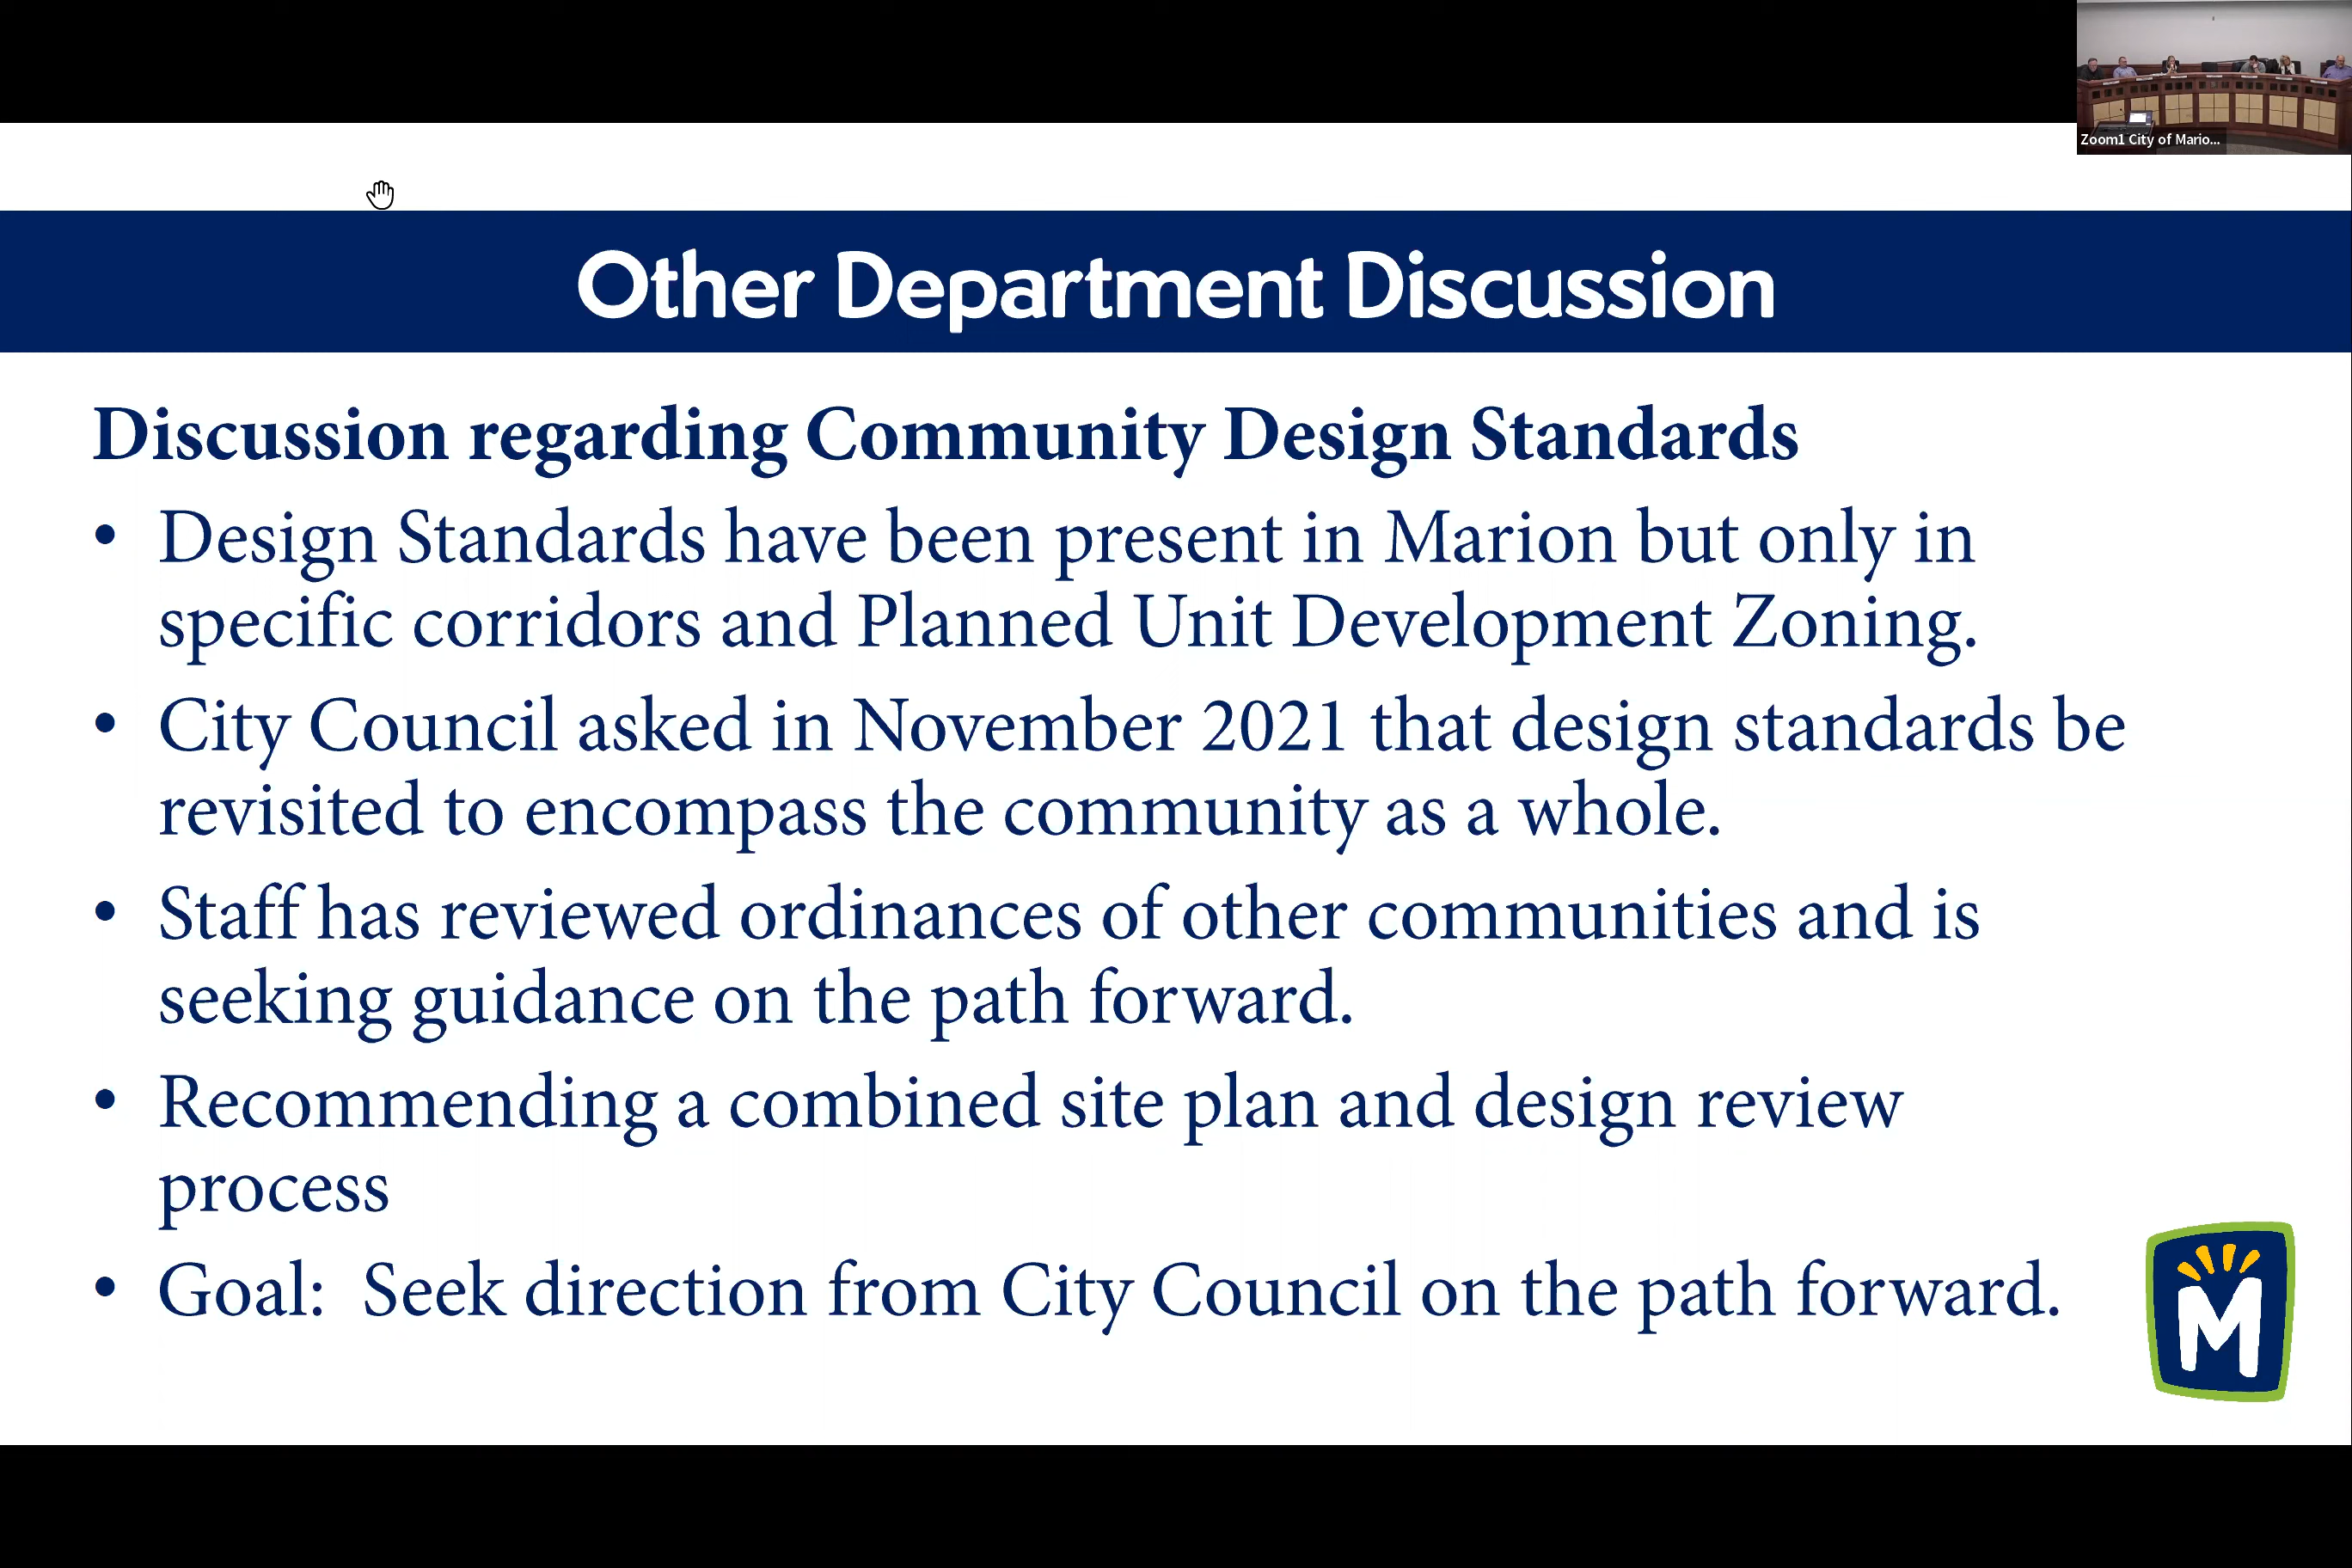 Zoom1 City of Mario...
Other Department Discussion
Discussion regarding Community Design Standards
• Design Standards have been present in Marion but only in
specific corridors and Planned Unit Development Zoning.
• City Council asked in November 2021 that design standards be
revisited to encompass the community as a whole.
• Staff has reviewed ordinances of other communities and is
seeking guidance on the path forward.
• Recommending a combined site plan and design review
process
• Goal:  Seek direction from City Council on the path forward.
M